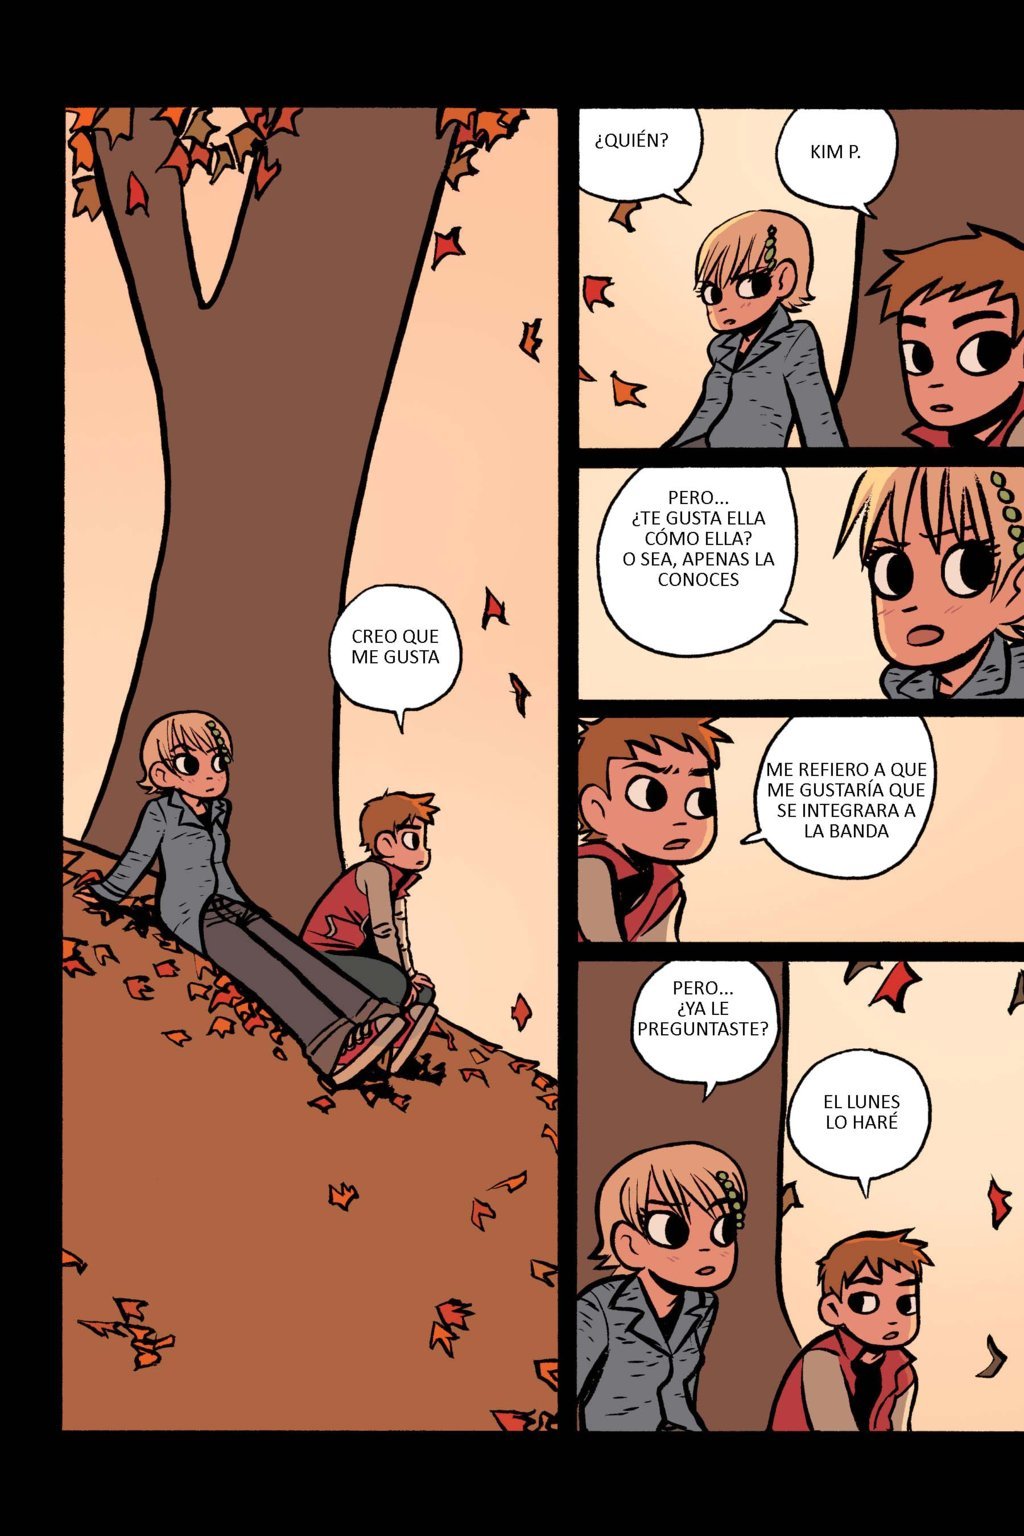 CREO QUE
ME GUSTA
¿QUIÉN?
KIM P.
PERO...
¿TE GUSTA ELLA
CÓMO ELLA?
O SEA, APENAS LA
CONOCES
ME REFIERO A QUE
ME GUSTARÍA QUE
SE INTEGRARA A
LA BANDA
PERO...
¿YA LE
PREGUNTASTE?
EL LUNES
LO HARÉ